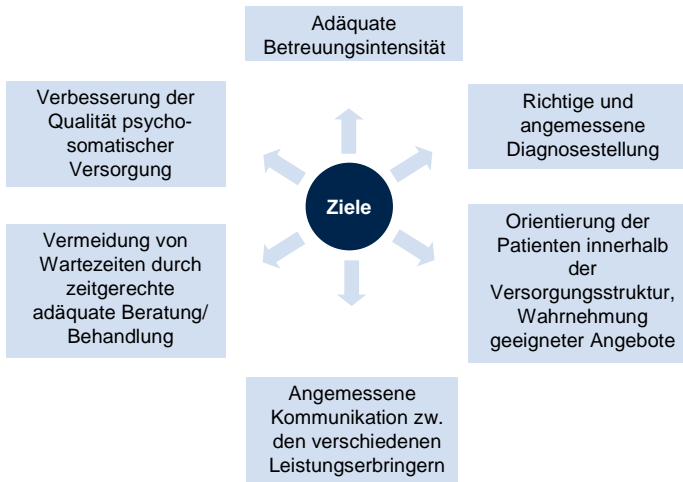 Adäquate
Betreuungsintensität
Verbesserung der
Qualität psycho-
somatischer
Versorgung
Richtige und
angemessene
Diagnosestellung
Ziele
Vermeidung von
Wartezeiten durch
zeitgerechte
adäquate Beratung/
Behandlung
Orientierung der
Patienten innerhalb
der
Versorgungsstruktur,
Wahrnehmung
geeigneter Angebote
Angemessene
Kommunikation zw.
den verschiedenen
Leistungserbringern